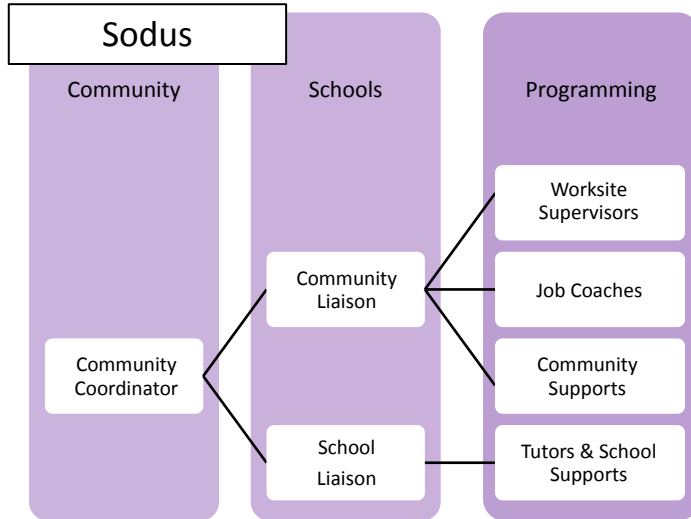 Sodus
Community
Schools
Programming
Worksite
Supervisors
Community
Liaison
Job Coaches
Community
Coordinator
Community
Supports
School
Liaison
Tutors & School
Supports